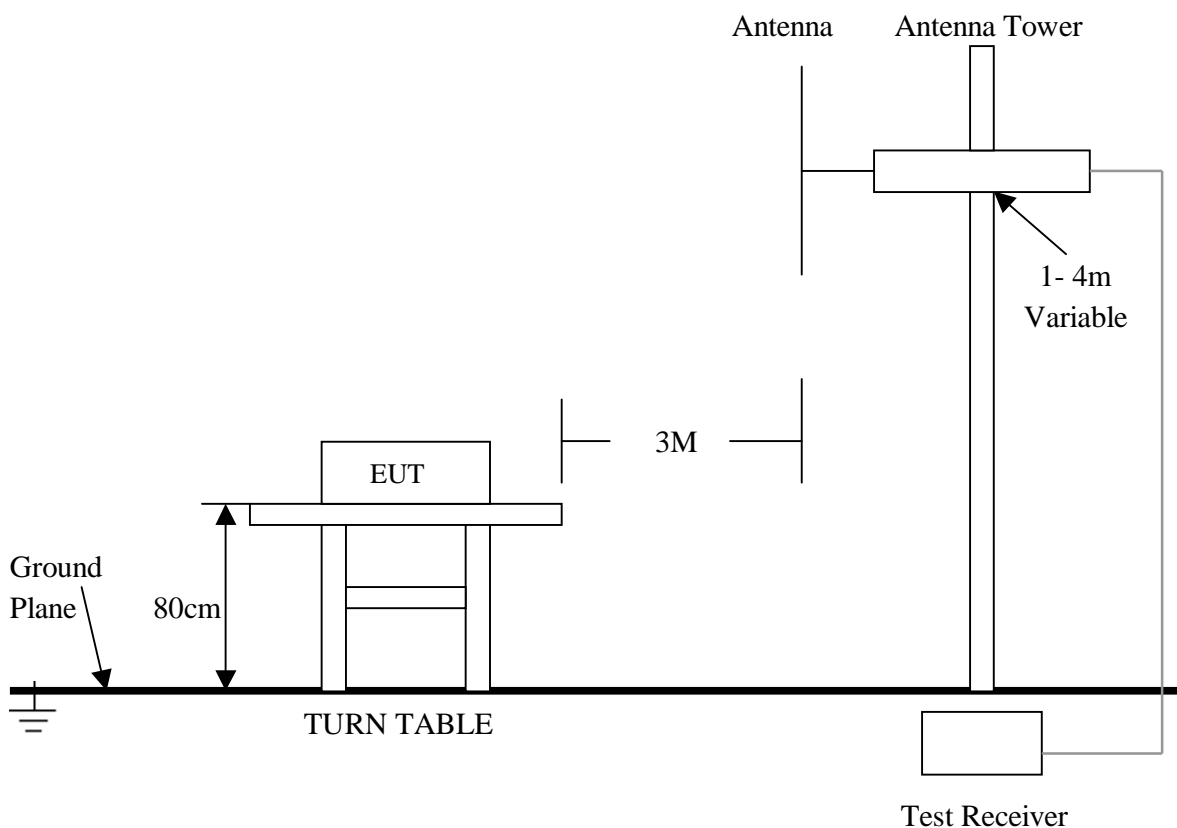 Antenna
Antenna Tower
1- 4m
Variable
3M
EUT
Ground
Plane
80cm
TURN TABLE
Test Receiver